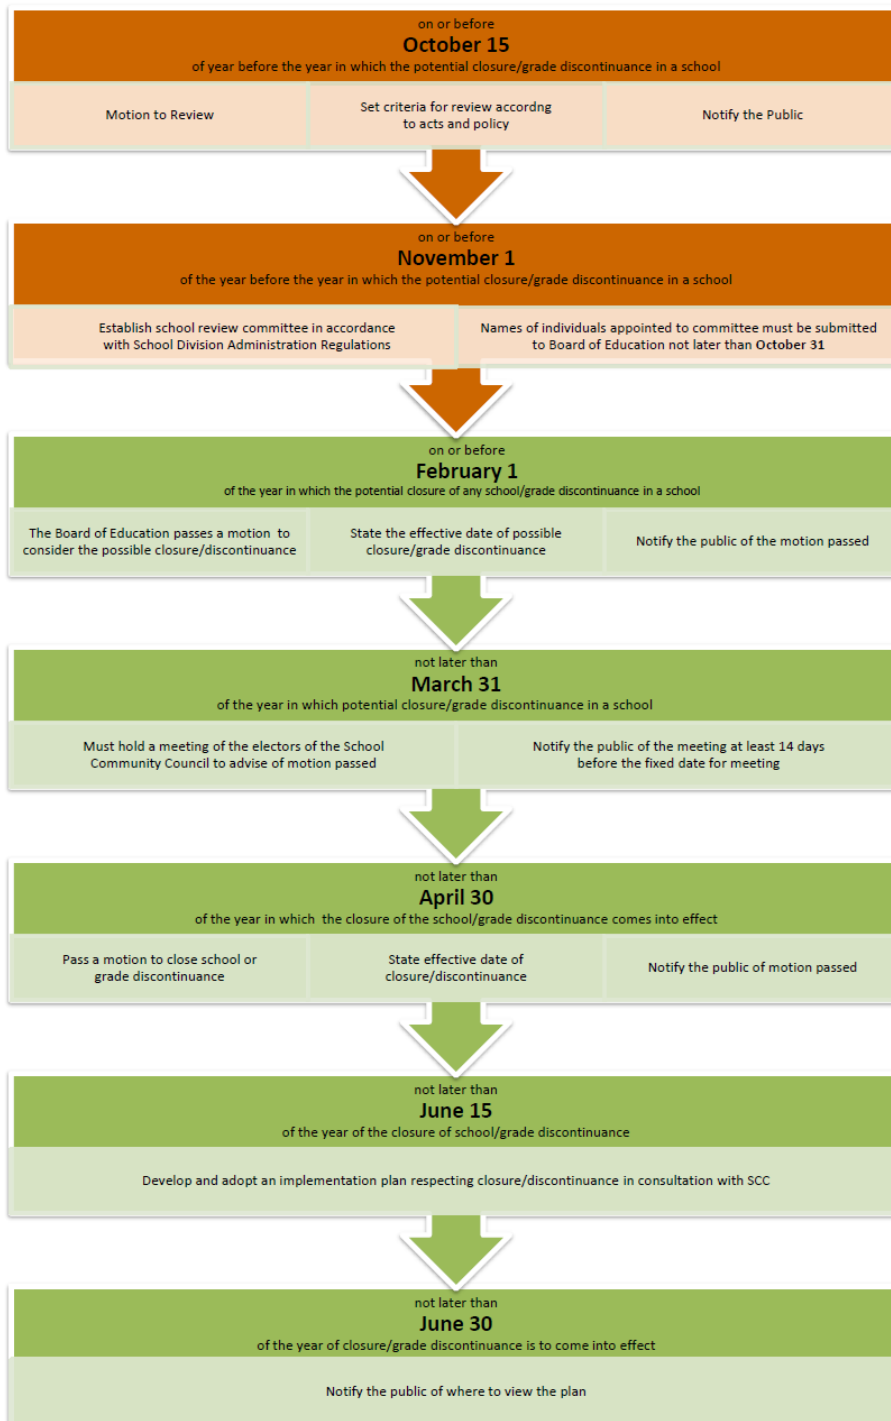 on or before
October 15
of year before the year in which the potential closure/grade discontinuance in a school
Motion to Review
Set criteria for review accordng
to acts and policy
Notify the Public
on or before
November 1
of the year before the year in which the potential closure/grade discontinuance in a school
Establish school review committee in accordance
with School Division Administration Regulations
Names of individuals appointed to committee must be submitted
to Board of Education not later than October 31
on or before
February 1
of the year in which the potential closure of any school/grade discontinuance in a school
The Board of Education passes a motion to
consider the possible closure/discontinuance
State the effective date of possible
closure/grade discontinuance
Notify the public of the motion passed
not later than
March 31
of the year in which potential closure/grade discontinuance in a school
Must hold a meeting of the electors of the School
Community Council to advise of motion passed
Notify the public of the meeting at least 14 days
before the fixed date for meeting
not later than
April 30
of the year in which the closure of the school/grade discontinuance comes into effect
Pass a motion to close school or
grade discontinuance
State effective date of
closure/discontinuance
Notify the public of motion passed
not later than
June 15
of the year of the closure of school/grade discontinuance
Develop and adopt an implementation plan respecting closure/discontinuance in consultation with SCC
not later than
June 30
of the year of closure/grade discontinuance is to come into effect
Notify the public of where to view the plan